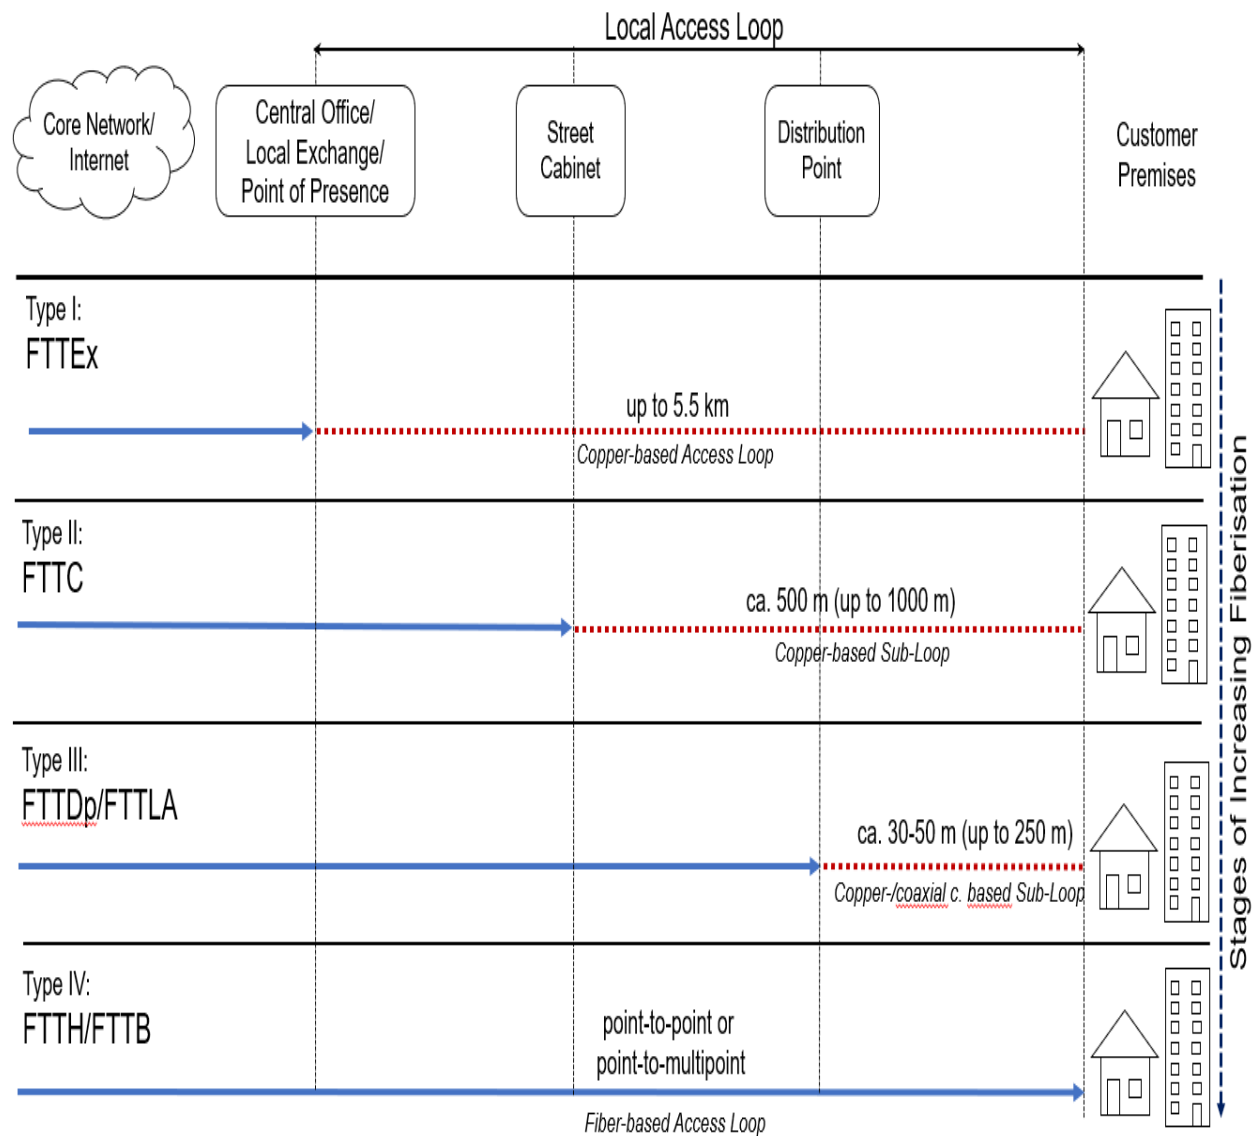 Local Access Loop
Core Network/
Internet
Central Office/
Local Exchange/
Point of Presence
Street
Cabinet
Distribution
Point
Customer
Premises
Type I:
FTTEx
up to 5.5 km
Copper-based Access Loop
Type II:
FTTC
ca. 500 m (up to 1000 m)
Copper-based Sub-Loop
Type III:
FTTDp/FTTLA
ca. 30-50 m (up to 250 m)
Copper-/coaxial c. based Sub-Loop
Type IV:
FTTH/FTTB
point-to-point or
point-to-multipoint
Fiber-based Access Loop
Stages of Increasing Fiberisation